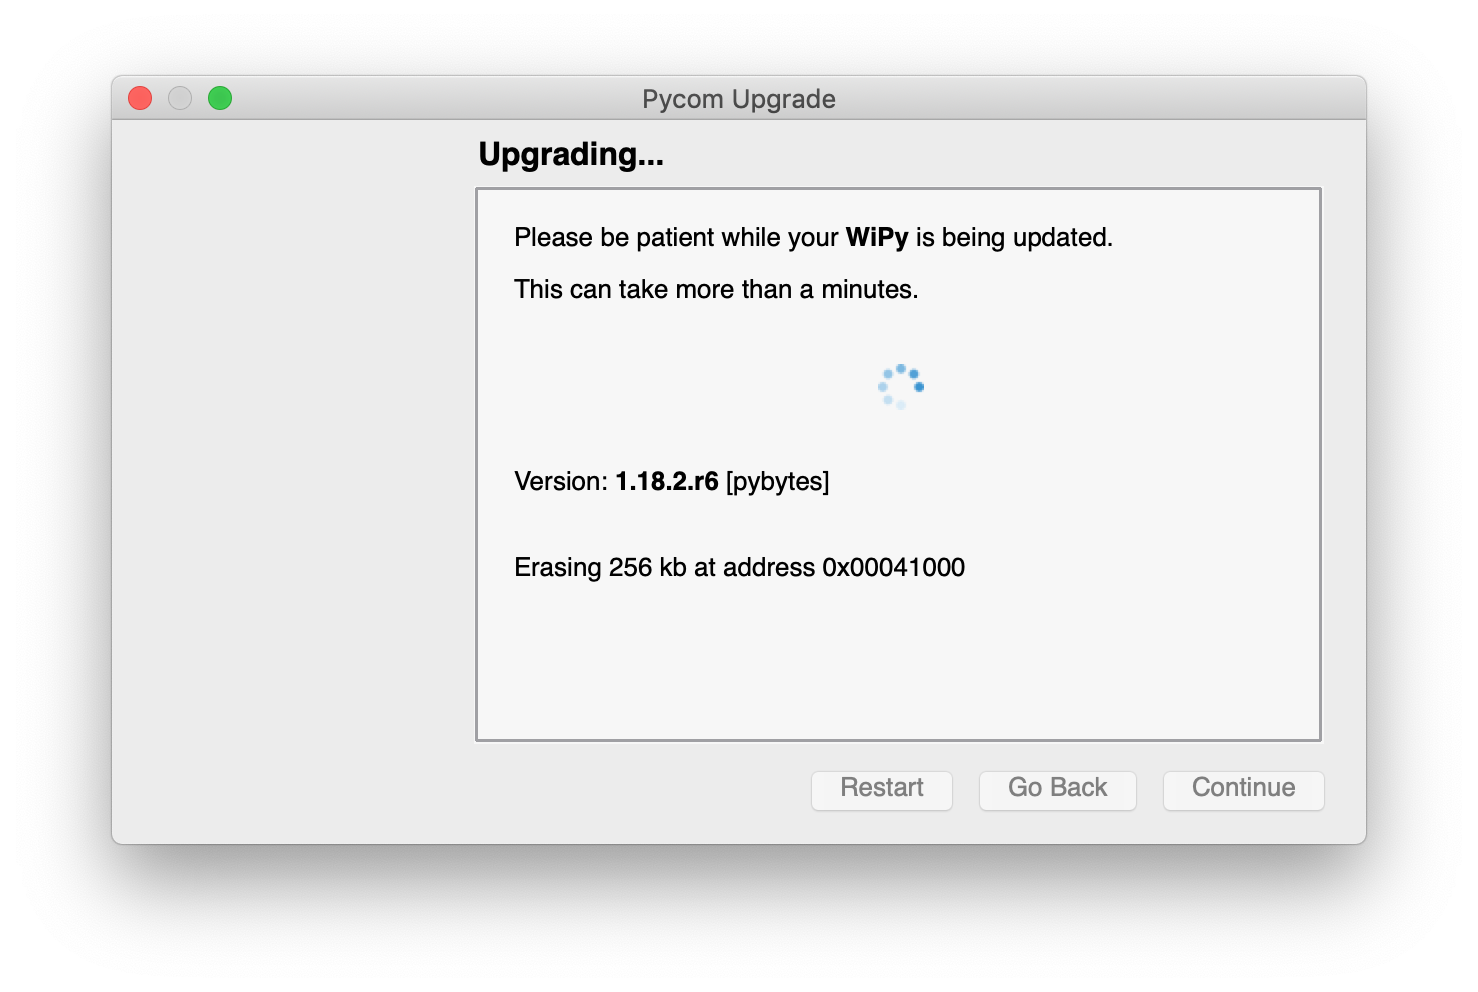 Pycom Upgrade
Upgrading...
Please be patient while your WiPy is being updated.
This can take more than a minutes.
Version: 1.18.2.r6 [pybytes]
Erasing 256 kb at address 0x00041000
Restart Go Back Continue